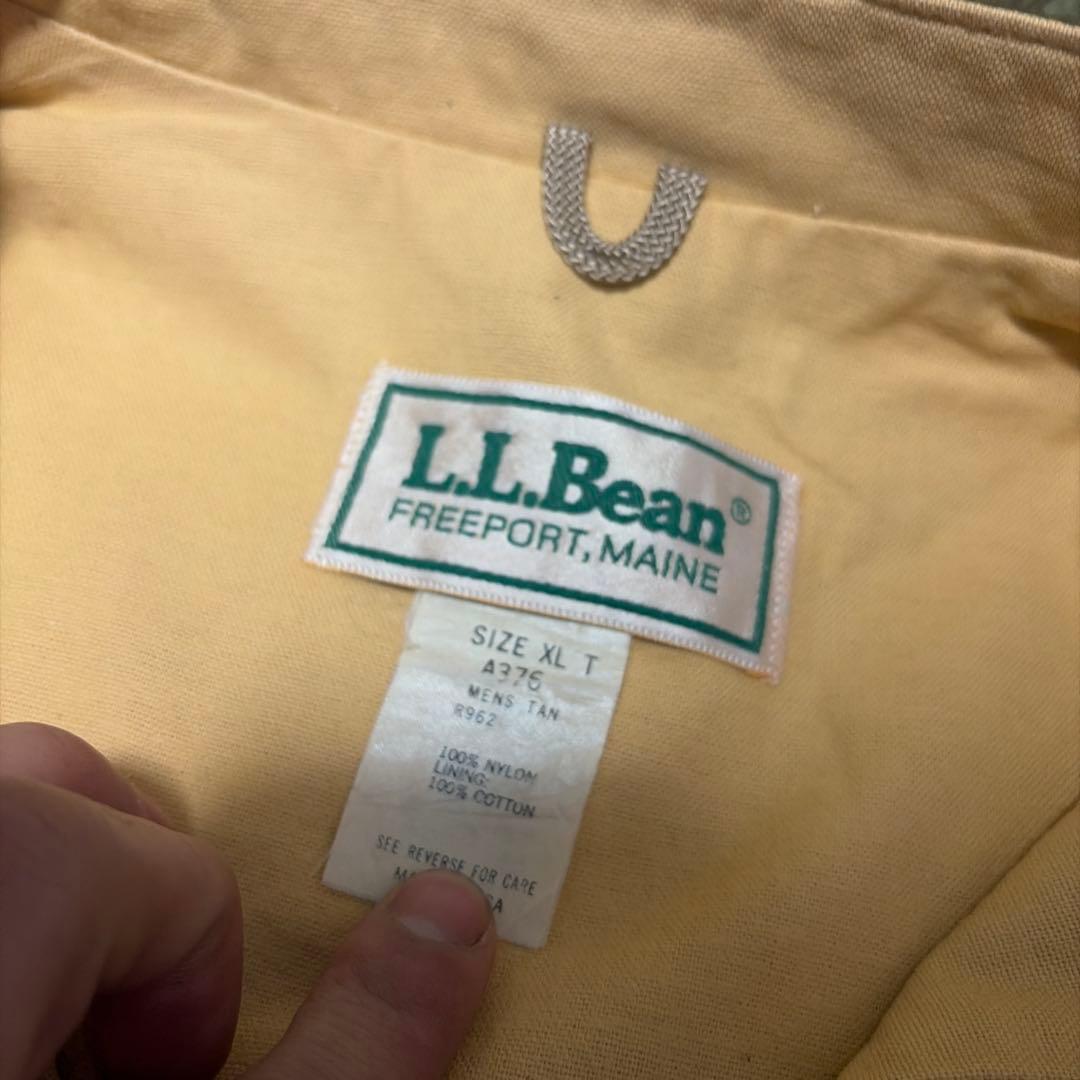 L.L.Bean®
FREEPORT, MAINE
SIZE XL T
A376
MENS TAN
R962
100% NYLON
LINING:
100% COTTON
SEE REVERSE FOR CARE